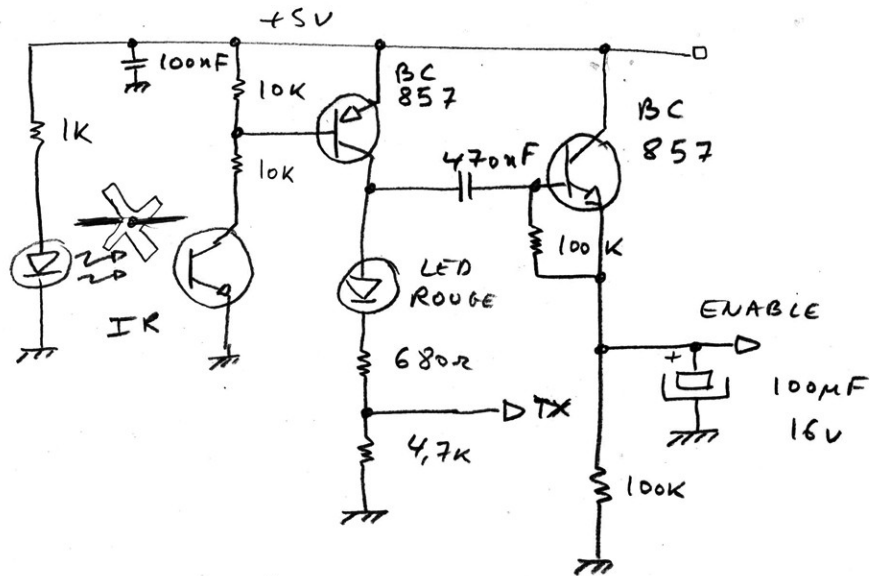 +5V
100nF
10K
BC
857
BC
857
1K
10K
470nF
100K
LED
ROUGE
IR
ENABLE
680Ω
+
100µF
16V
TX
4,7K
100K